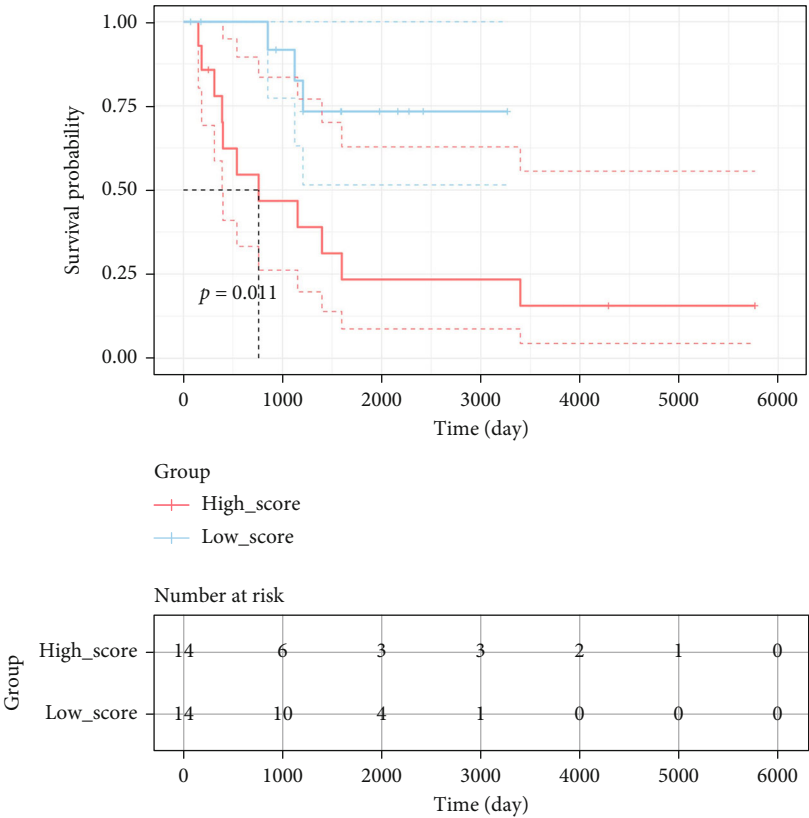 1.00
0.75
0.50
0.25
0.00
Survival probability
p = 0.011
0 1000 2000 3000 4000 5000 6000
Time (day)
Group
High_score
Low_score
Number at risk
Group
High_score 14 6 3 3 2 1 0
Low_score 14 10 4 1 0 0 0
0 1000 2000 3000 4000 5000 6000
Time (day)